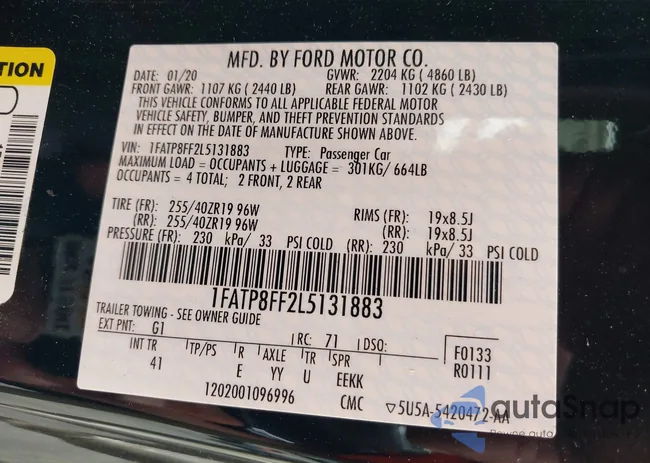 TION
MFD. BY FORD MOTOR CO.
DATE: 01/20 GVWR: 2204 KG ( 4860 LB)
FRONT GAWR: 1107 KG ( 2440 LB) REAR GAWR: 1102 KG ( 2430 LB)
THIS VEHICLE CONFORMS TO ALL APPLICABLE FEDERAL MOTOR
VEHICLE SAFETY, BUMPER, AND THEFT PREVENTION STANDARDS
IN EFFECT ON THE DATE OF MANUFACTURE SHOWN ABOVE.
VIN: 1FATP8FF2L5131883 TYPE: Passenger Car
MAXIMUM LOAD = OCCUPANTS + LUGGAGE = 301KG/ 664LB
OCCUPANTS = 4 TOTAL; 2 FRONT, 2 REAR
TIRE (FR): 255/40ZR19 96W RIMS (FR): 19x8.5J
(RR): 255/40ZR19 96W (RR): 19x8.5J
PRESSURE (FR): 230 kPa/ 33 PSI COLD (RR): 230 kPa/ 33 PSI COLD
1FATP8FF2L5131883
TRAILER TOWING - SEE OWNER GUIDE
EXT PNT: G1 RC: 71 DSO: F0133
INT TR TP/PS R AXLE TR SPR R0111
41 E YY U EEKK
1202001096996 CMC ▽5U5A-5420472-AA
autoSnap